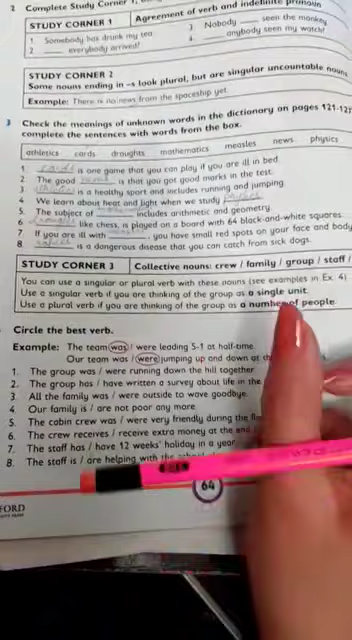 2 Complete Study Corner 1,
STUDY CORNER 1 Agreement of verb and indefinite pronoun
1 Somebody has drunk my tea.
2 ____ everybody arrived?
3 Nobody ____ seen the monkey
4 ____ anybody seen my watch?
STUDY CORNER 2
Some nouns ending in -s look plural, but are singular uncountable nouns
Example: There is no news from the spaceship yet.
3 Check the meanings of unknown words in the dictionary on pages 121-127
complete the sentences with words from the box.
athletics cards draughts mathematics measles news physics
1 cards is one game that you can play if you are ill in bed.
2 The good news is that you got good marks in the test.
3 is a healthy sport and includes running and jumping.
4 We learn about heat and light when we study
5. The subject of includes arithmetic and geometry.
6 like chess, is played on a board with 64 black-and-white squares
7. If you are ill with you have small red spots on your face and body
8. is a dangerous disease that you can catch from sick dogs.
STUDY CORNER 3 Collective nouns: crew / family / group / staff /
You can use a singular or plural verb with these nouns (see examples in Ex. 4)
Use a singular verb if you are thinking of the group as a single unit.
Use a plural verb if you are thinking of the group as a number of people.
Circle the best verb.
Example: The team was / were leading 5-1 at half-time.
Our team was / were jumping up and down at the
1. The group was / were running down the hill together
2. The group has / have written a survey about life in the
3. All the family was / were outside to wave goodbye.
4. Our family is / are not poor any more.
5. The cabin crew was / were very friendly during the
6. The crew receives / receive extra money at the end
7. The staff has / have 12 weeks' holiday in a year
8. The staff is / are helping with the
64